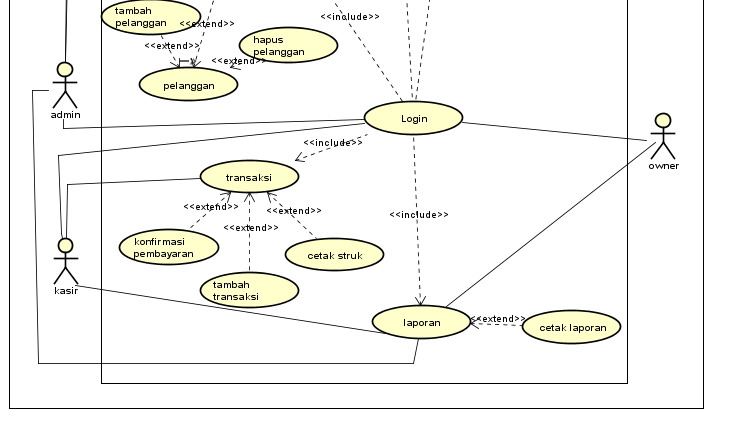 tambah
pelanggan
<<extend>>
<<include>>
<<extend>>
hapus
pelanggan
<<extend>>
pelanggan
admin
Login
<<include>>
owner
transaksi
<<extend>>
<<extend>>
<<include>>
<<extend>>
konfirmasi
pembayaran
cetak struk
kasir
tambah
transaksi
laporan
<<extend>>
cetak laporan